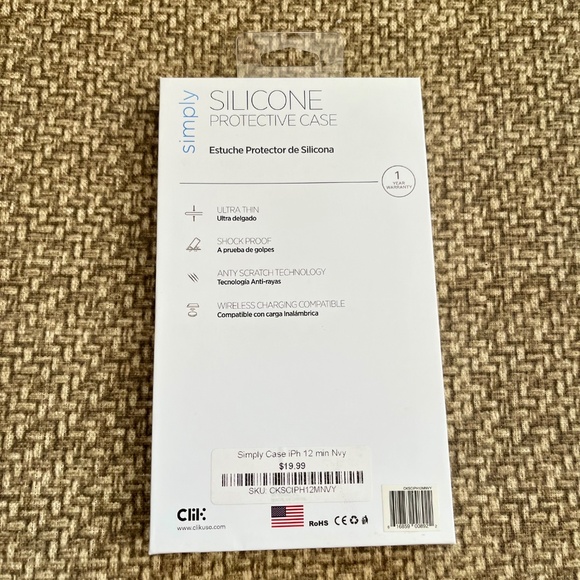 simply
SILICONE
PROTECTIVE CASE
Estuche Protector de Silicona
1
YEAR
WARRANTY
ULTRA THIN
Ultra delgado
SHOCK PROOF
A prueba de golpes
ANTY SCRATCH TECHNOLOGY
Tecnología Anti-rayas
WIRELESS CHARGING COMPATIBLE
Compatible con carga Inalámbrica
Simply Case iPh 12 min Nvy
$19.99
SKU: CKSCIPH12MNVY
CliK
www.clikusa.com
RoHS CE
CKSCIPH12MNVY